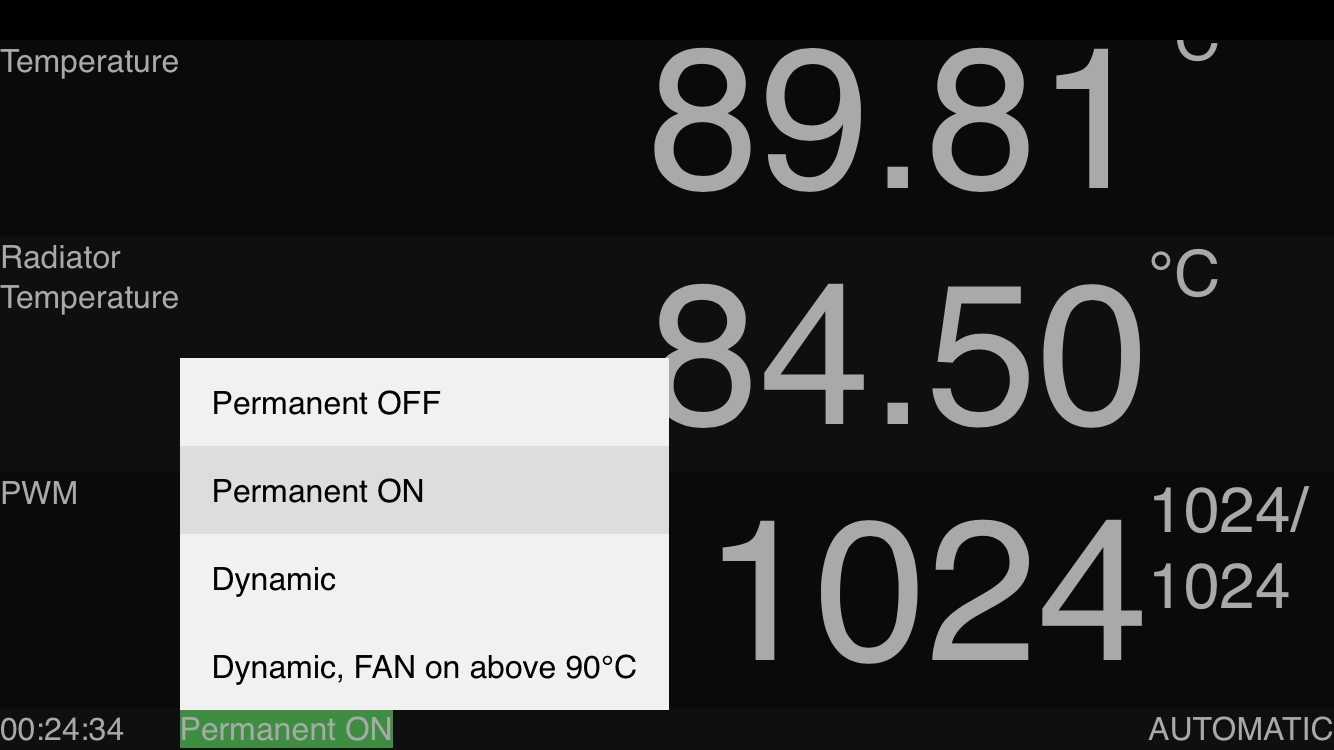 Temperature
89.81
°C
Radiator
Temperature
84.50
°C
Permanent OFF
Permanent ON
Dynamic
Dynamic, FAN on above 90°C
PWM
1024
1024/
1024
00:24:34
Permanent ON
AUTOMATIC